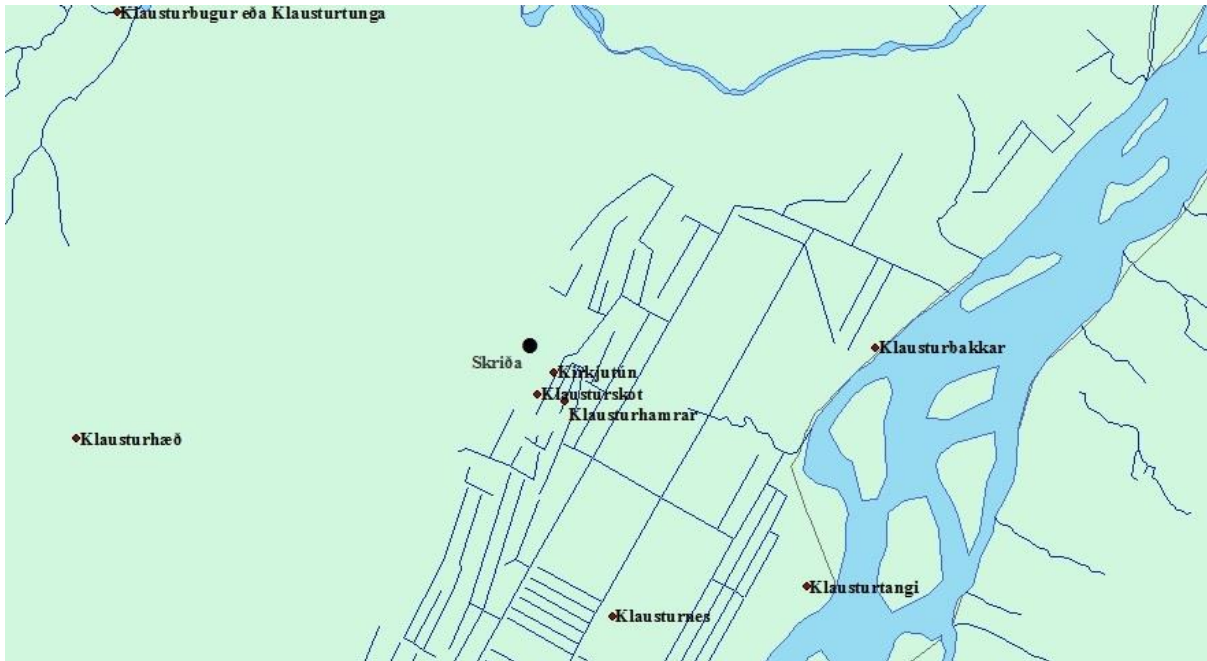 Klausturbugur eða Klausturtunga
Klausturbakkar
Skriða
Kirkjutún
Klausturskot
Klausturhamrar
Klausturhæð
Klausturtangi
Klausturnes